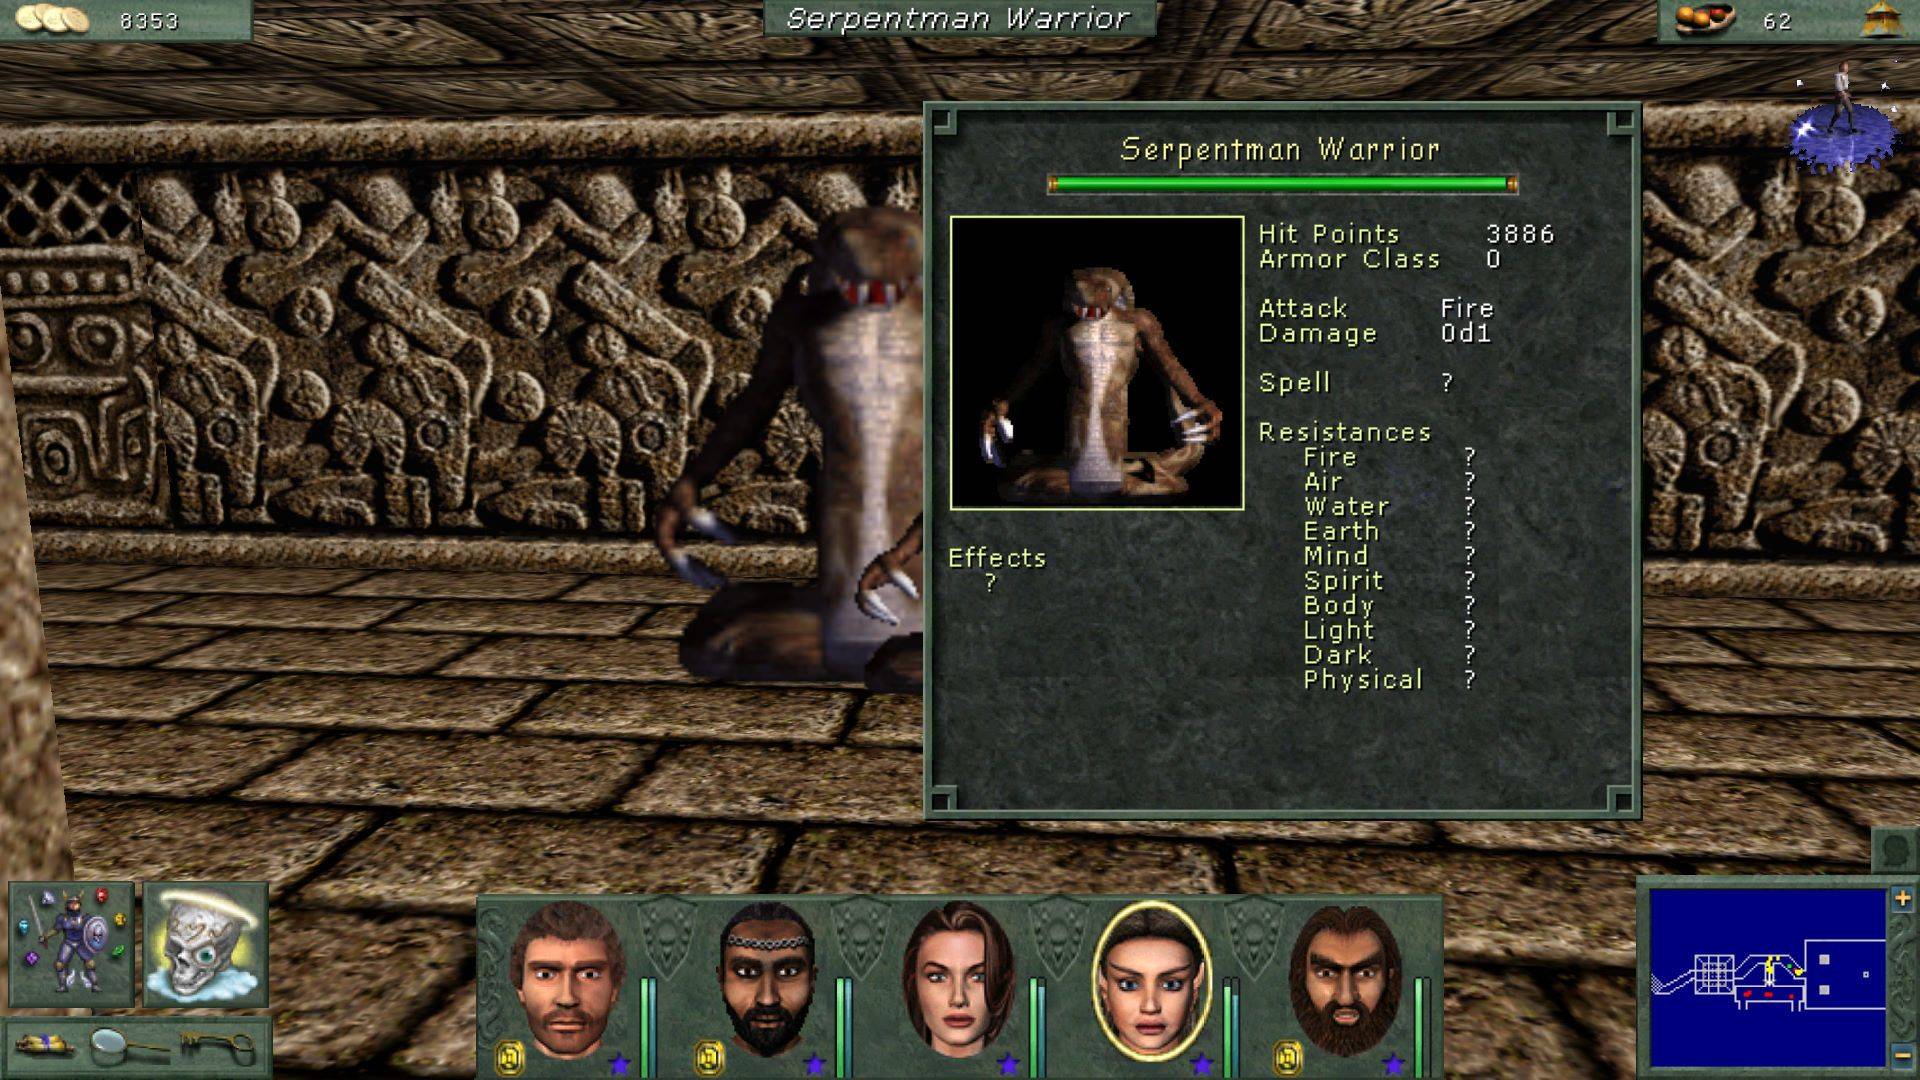 8353
Serpentman Warrior
62
Serpentman Warrior
Hit Points 3886
Armor Class 0
Attack Fire
Damage 0d1
Spell ?
Resistances
Fire ?
Air ?
Water ?
Earth ?
Mind ?
Spirit ?
Body ?
Light ?
Dark ?
Physical ?
Effects
?